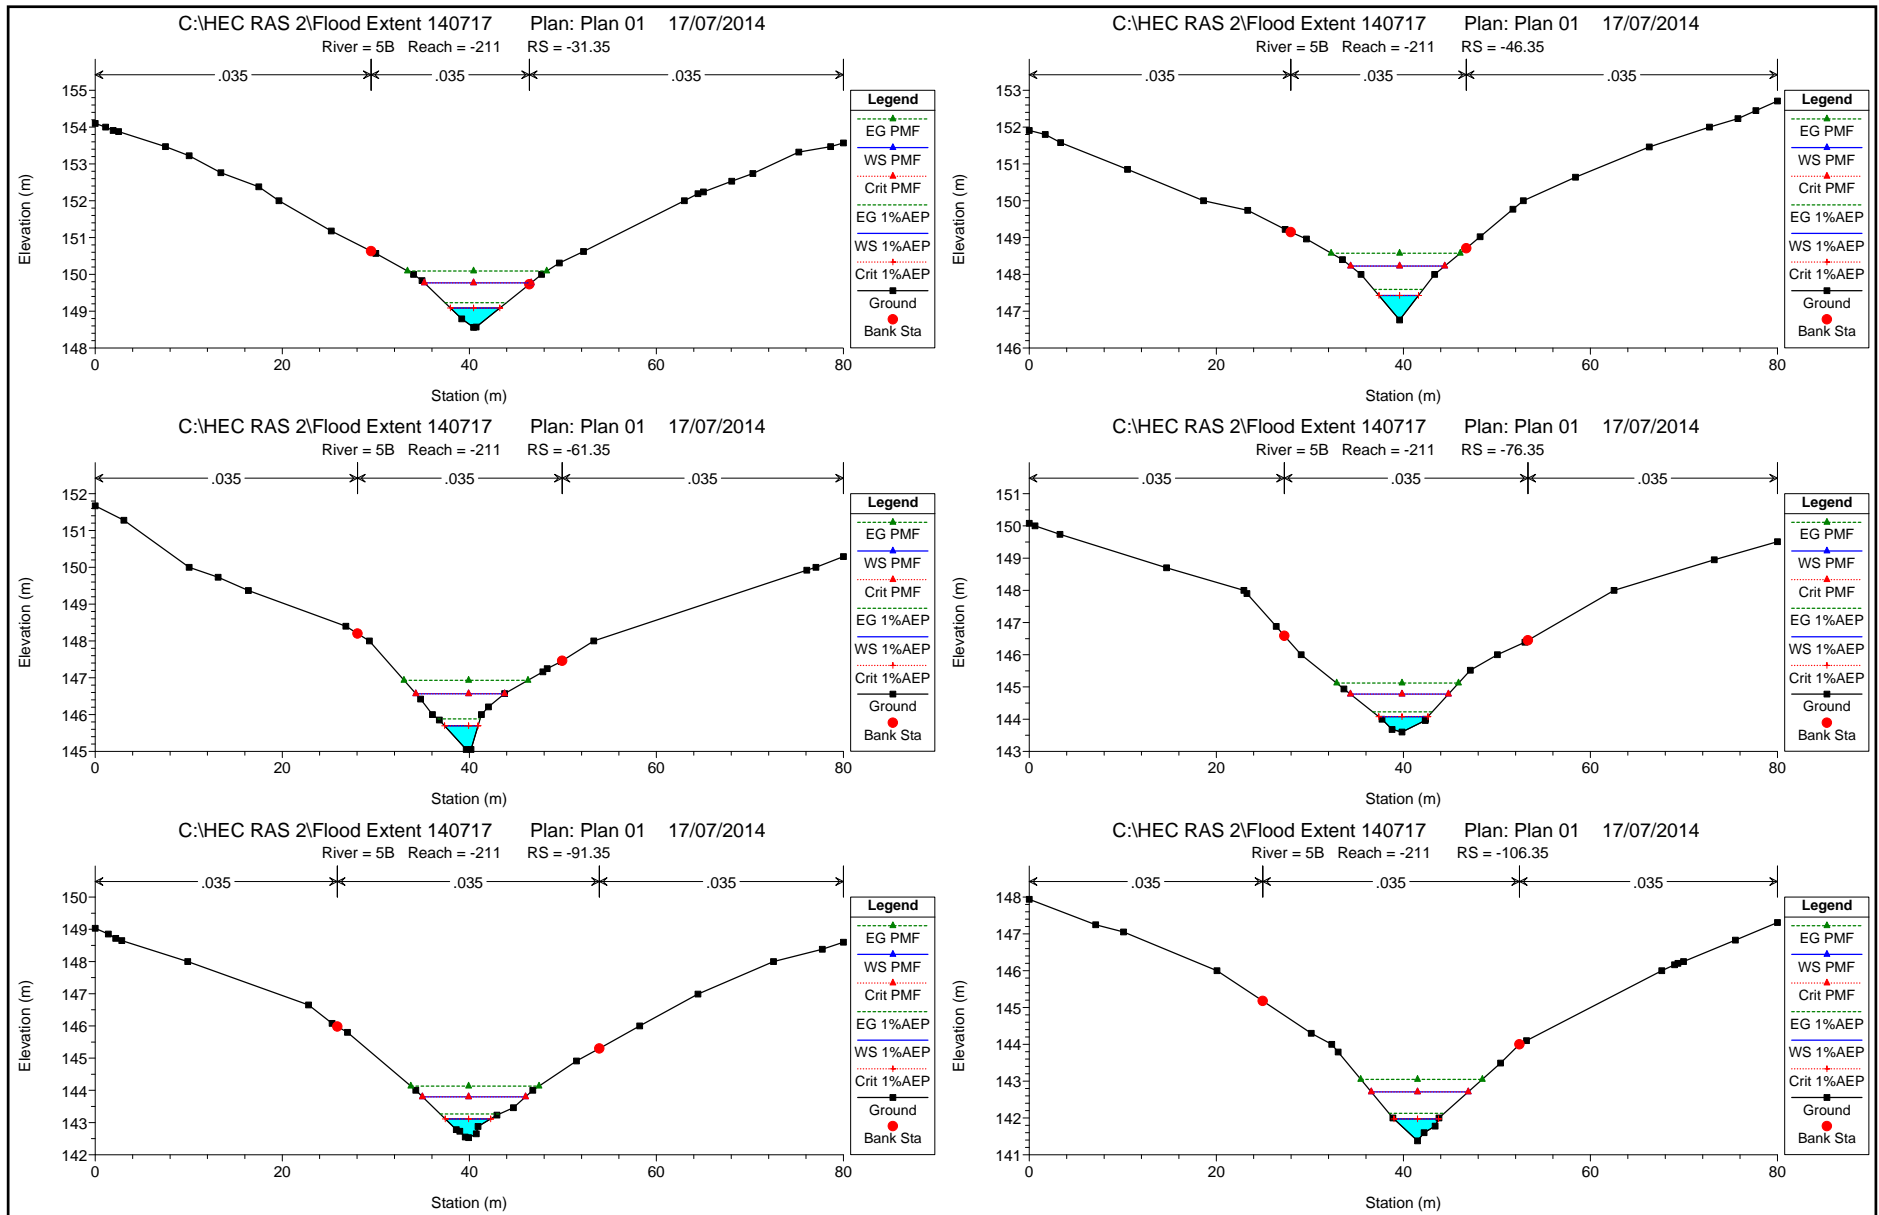 C:\HEC RAS 2\Flood Extent 140717 Plan: Plan 01 17/07/2014
River = 5B Reach = -211 RS = -31.35
.035 .035 .035
155
154
153
152
151
150
149
148
0 20 40 60 80
Station (m)
Elevation (m)
Legend
EG PMF
WS PMF
Crit PMF
EG 1%AEP
WS 1%AEP
Crit 1%AEP
Ground
Bank Sta
C:\HEC RAS 2\Flood Extent 140717 Plan: Plan 01 17/07/2014
River = 5B Reach = -211 RS = -46.35
.035 .035 .035
153
152
151
150
149
148
147
146
0 20 40 60 80
Station (m)
Elevation (m)
Legend
EG PMF
WS PMF
Crit PMF
EG 1%AEP
WS 1%AEP
Crit 1%AEP
Ground
Bank Sta
C:\HEC RAS 2\Flood Extent 140717 Plan: Plan 01 17/07/2014
River = 5B Reach = -211 RS = -61.35
.035 .035 .035
152
151
150
149
148
147
146
145
0 20 40 60 80
Station (m)
Elevation (m)
Legend
EG PMF
WS PMF
Crit PMF
EG 1%AEP
WS 1%AEP
Crit 1%AEP
Ground
Bank Sta
C:\HEC RAS 2\Flood Extent 140717 Plan: Plan 01 17/07/2014
River = 5B Reach = -211 RS = -76.35
.035 .035 .035
151
150
149
148
147
146
145
144
143
0 20 40 60 80
Station (m)
Elevation (m)
Legend
EG PMF
WS PMF
Crit PMF
EG 1%AEP
WS 1%AEP
Crit 1%AEP
Ground
Bank Sta
C:\HEC RAS 2\Flood Extent 140717 Plan: Plan 01 17/07/2014
River = 5B Reach = -211 RS = -91.35
.035 .035 .035
150
149
148
147
146
145
144
143
142
0 20 40 60 80
Station (m)
Elevation (m)
Legend
EG PMF
WS PMF
Crit PMF
EG 1%AEP
WS 1%AEP
Crit 1%AEP
Ground
Bank Sta
C:\HEC RAS 2\Flood Extent 140717 Plan: Plan 01 17/07/2014
River = 5B Reach = -211 RS = -106.35
.035 .035 .035
148
147
146
145
144
143
142
141
0 20 40 60 80
Station (m)
Elevation (m)
Legend
EG PMF
WS PMF
Crit PMF
EG 1%AEP
WS 1%AEP
Crit 1%AEP
Ground
Bank Sta